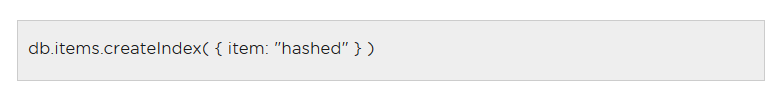 db.items.createIndex( { item: "hashed" } )